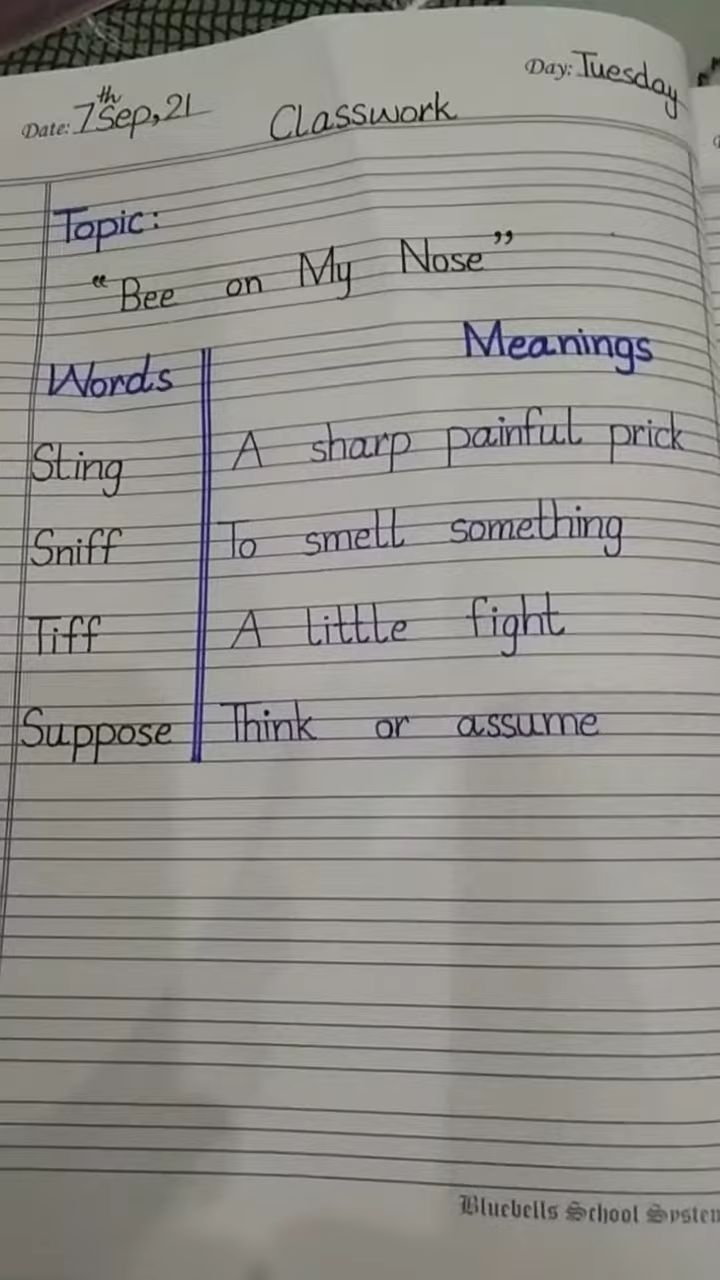 Date: 7th Sep, 21 Classwork Day: Tuesday
Topic:
"Bee on My Nose"
Words Meanings
Sting A sharp painful prick
Sniff To smell something
Tiff A little fight
Suppose Think or assume
Bluebells School System